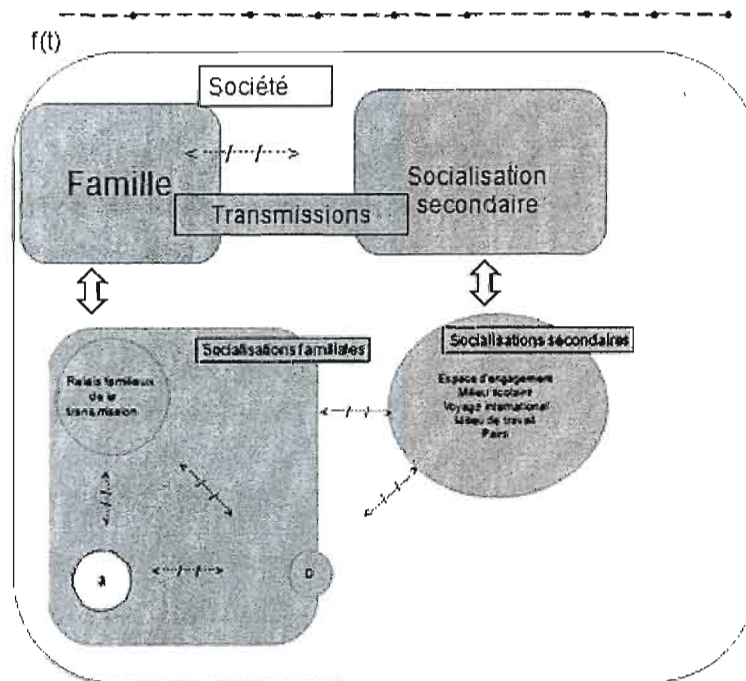 f(t)
Société
Famille
Socialisation
secondaire
Transmissions
Socialisations familiales
Socialisations secondaires
Relais familiaux
de la
transmission
Espace d'engagement
Milieu scolaire
Voyage international
Milieu de travail
Pairs
a